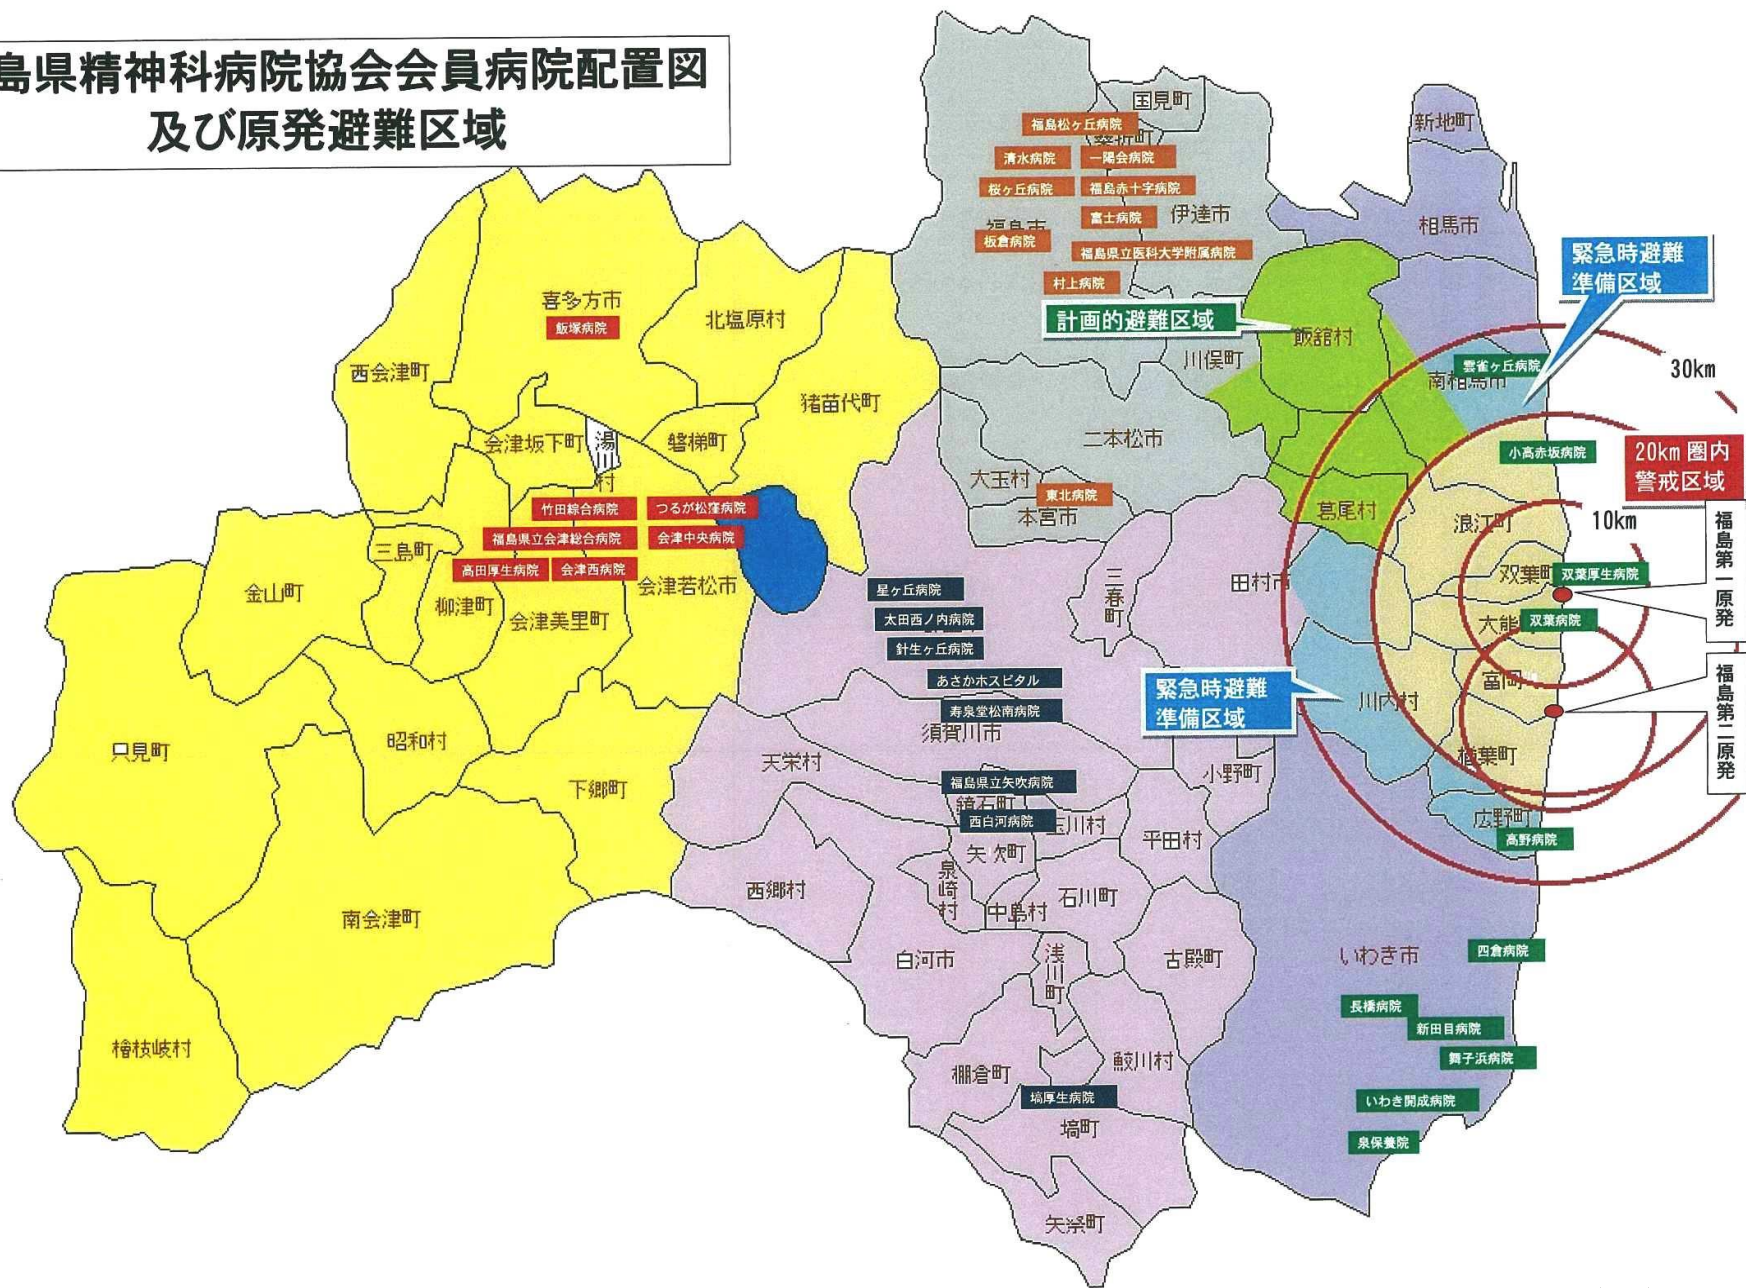 島県精神科病院協会会員病院配置図
及び原発避難区域
国見町
新地町
福島松ヶ丘病院
桑折町
清水病院
一陽会病院
桜ヶ丘病院
福島赤十字病院
富士病院
伊達市
福島市
相馬市
板倉病院
福島県立医科大学附属病院
村上病院
緊急時避難
準備区域
計画的避難区域
喜多方市
飯塚病院
北塩原村
川俣町
飯舘村
雲雀ヶ丘病院
南相馬市
30km
西会津町
猪苗代町
会津坂下町
湯川村
磐梯町
二本松市
小高赤坂病院
20km圏内
警戒区域
大玉村
東北病院
本宮市
葛尾村
浪江町
10km
竹田綜合病院
つるが松窪病院
福島県立会津総合病院
会津中央病院
高田厚生病院
会津西病院
三島町
金山町
柳津町
会津美里町
会津若松市
星ヶ丘病院
太田西ノ内病院
針生ヶ丘病院
三春町
田村市
双葉町
双葉厚生病院
福島第一原発
双葉病院
大熊
あさかホスピタル
寿泉堂松南病院
須賀川市
緊急時避難
準備区域
川内村
富岡
福島第二原発
楢葉町
只見町
昭和村
下郷町
天栄村
小野町
福島県立矢吹病院
鏡石町
西白河病院
玉川村
平田村
広野町
高野病院
矢吹町
泉崎村
西郷村
中島村
石川町
南会津町
白河市
浅川町
古殿町
いわき市
四倉病院
長橋病院
新田目病院
舞子浜病院
檜枝岐村
棚倉町
鮫川村
塙厚生病院
いわき開成病院
塙町
泉保養院
矢祭町